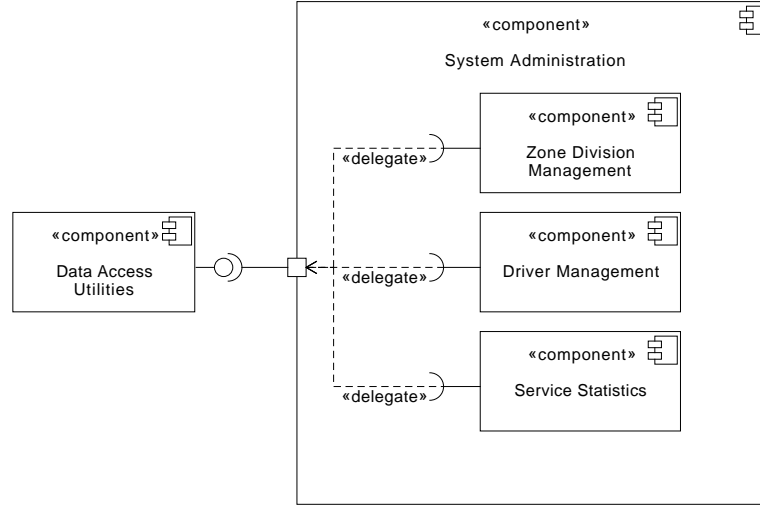 «component»
System Administration
«component»
Zone Division
Management
«delegate»
«component»
Data Access
Utilities
«component»
Driver Management
«delegate»
«component»
Service Statistics
«delegate»